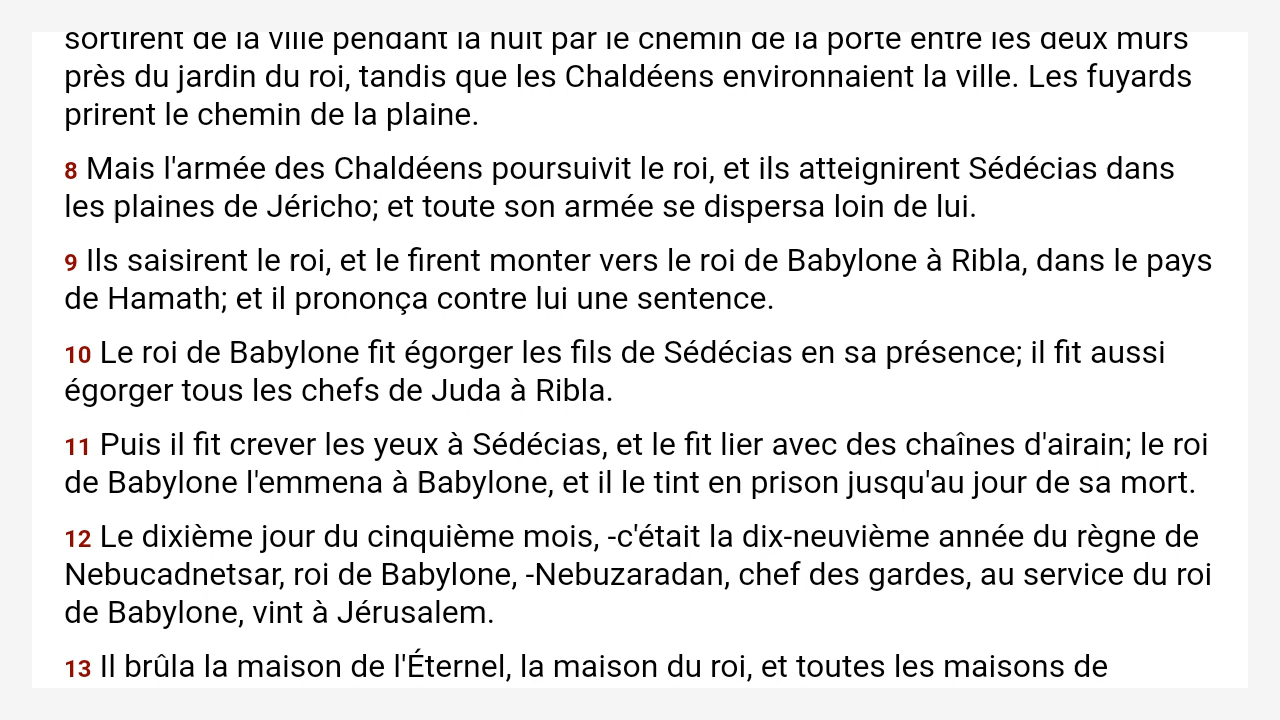 sortirent de la ville pendant la nuit par le chemin de la porte entre les deux murs
près du jardin du roi, tandis que les Chaldéens environnaient la ville. Les fuyards
prirent le chemin de la plaine.
8 Mais l'armée des Chaldéens poursuivit le roi, et ils atteignirent Sédécias dans
les plaines de Jéricho; et toute son armée se dispersa loin de lui.
9 Ils saisirent le roi, et le firent monter vers le roi de Babylone à Ribla, dans le pays
de Hamath; et il prononça contre lui une sentence.
10 Le roi de Babylone fit égorger les fils de Sédécias en sa présence; il fit aussi
égorger tous les chefs de Juda à Ribla.
11 Puis il fit crever les yeux à Sédécias, et le fit lier avec des chaînes d'airain; le roi
de Babylone l'emmena à Babylone, et il le tint en prison jusqu'au jour de sa mort.
12 Le dixième jour du cinquième mois, -c'était la dix-neuvième année du règne de
Nebucadnetsar, roi de Babylone, -Nebuzaradan, chef des gardes, au service du roi
de Babylone, vint à Jérusalem.
13 Il brûla la maison de l'Éternel, la maison du roi, et toutes les maisons de